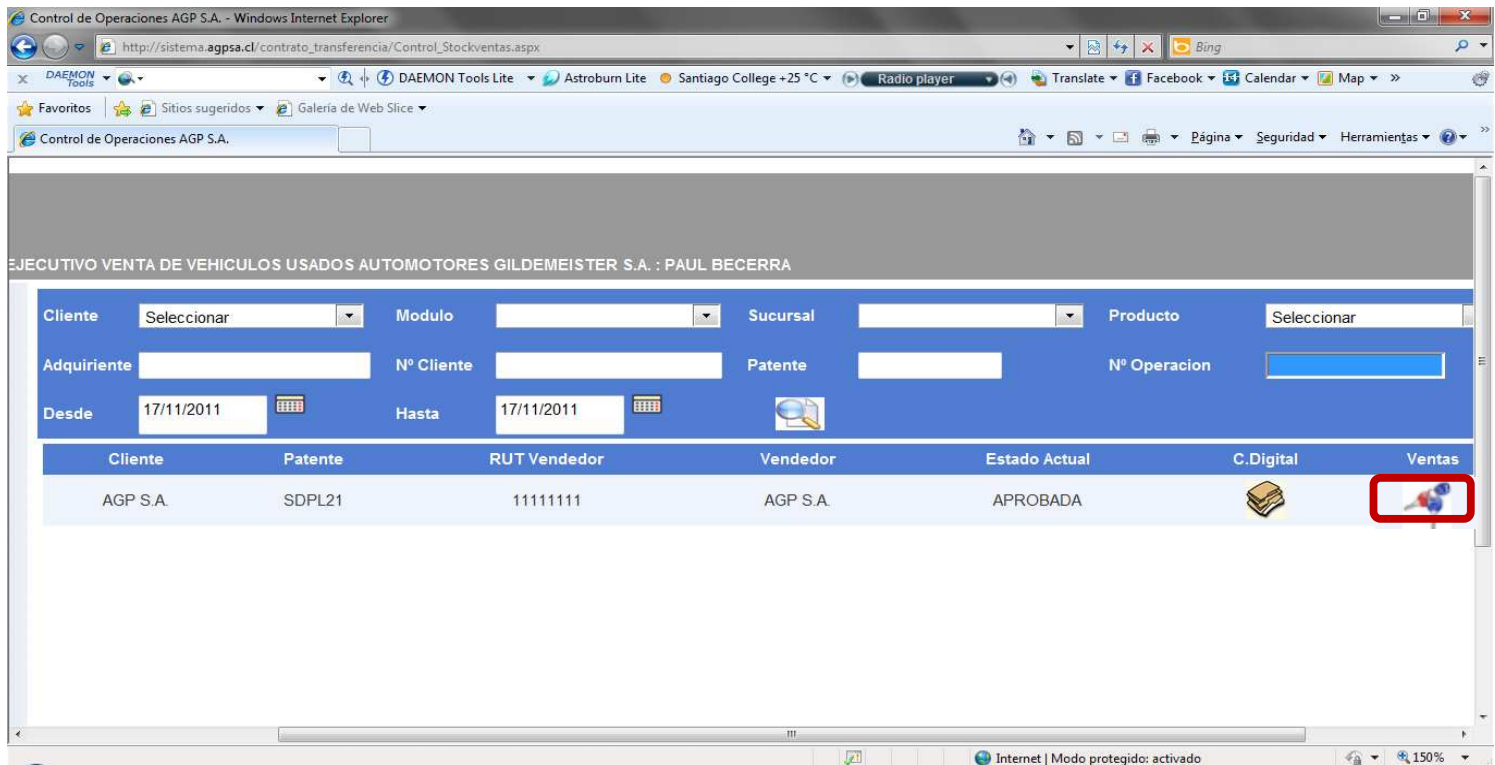 Control de Operaciones AGP S.A. - Windows Internet Explorer
http://sistema.agpsa.cl/contrato_transferencia/Control_Stockventas.aspx
Bing
x DAEMON Tools
DAEMON Tools Lite Astroburn Lite Santiago College +25 °C Radio player Translate Facebook 14 Calendar Map »
Favoritos Sitios sugeridos Galería de Web Slice
Control de Operaciones AGP S.A.
Página Seguridad Herramientas »
EJECUTIVO VENTA DE VEHICULOS USADOS AUTOMOTORES GILDEMEISTER S.A. : PAUL BECERRA
Cliente Seleccionar Modulo Sucursal Producto Seleccionar
Adquiriente Nº Cliente Patente Nº Operacion
Desde 17/11/2011 Hasta 17/11/2011
Cliente Patente RUT Vendedor Vendedor Estado Actual C.Digital Ventas
AGP S.A. SDPL21 11111111 AGP S.A. APROBADA
Internet | Modo protegido: activado 150%